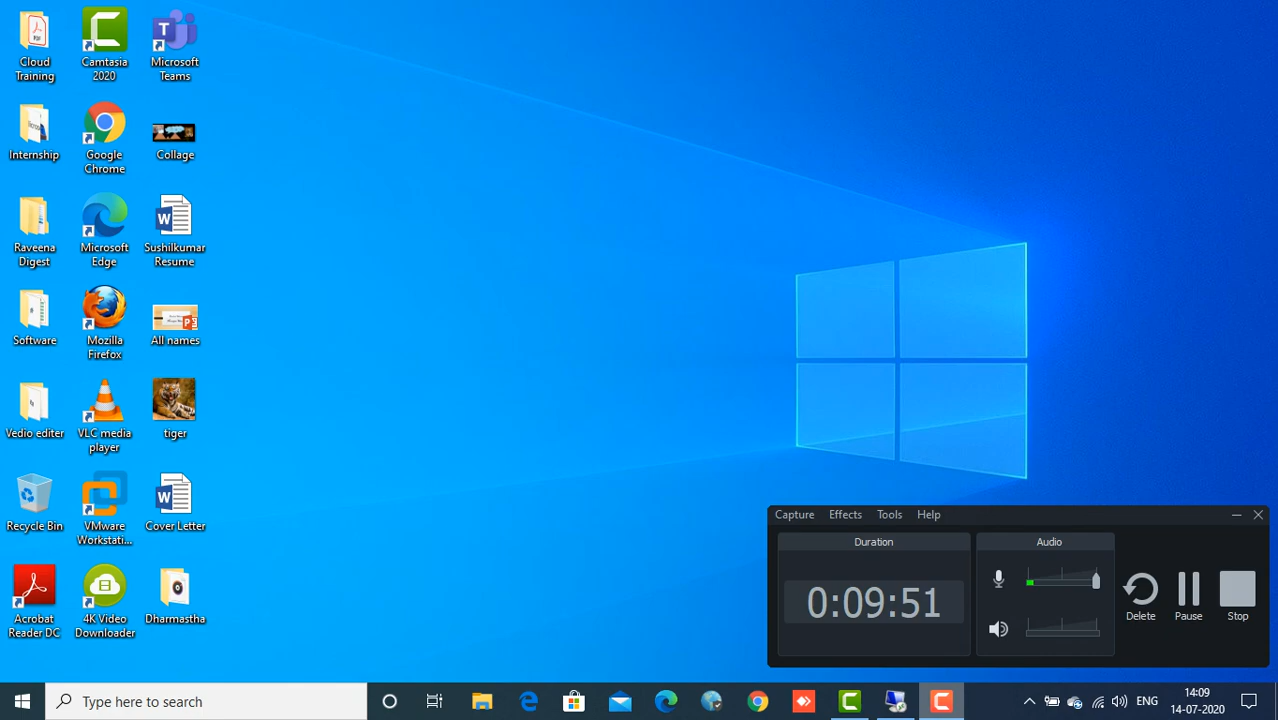 Cloud
Training
Camtasia
2020
Microsoft
Teams
Internship
Google
Chrome
Collage
Raveena
Digest
Microsoft
Edge
Sushilkumar
Resume
Software
Mozilla
Firefox
All names
Vedio editer
VLC media
player
tiger
Recycle Bin
VMware
Workstati...
Cover Letter
Acrobat
Reader DC
4K Video
Downloader
Dharmastha
Capture Effects Tools Help
Duration
0:09:51
Audio
Delete
Pause
Stop
Type here to search
ENG
14:09
14-07-2020